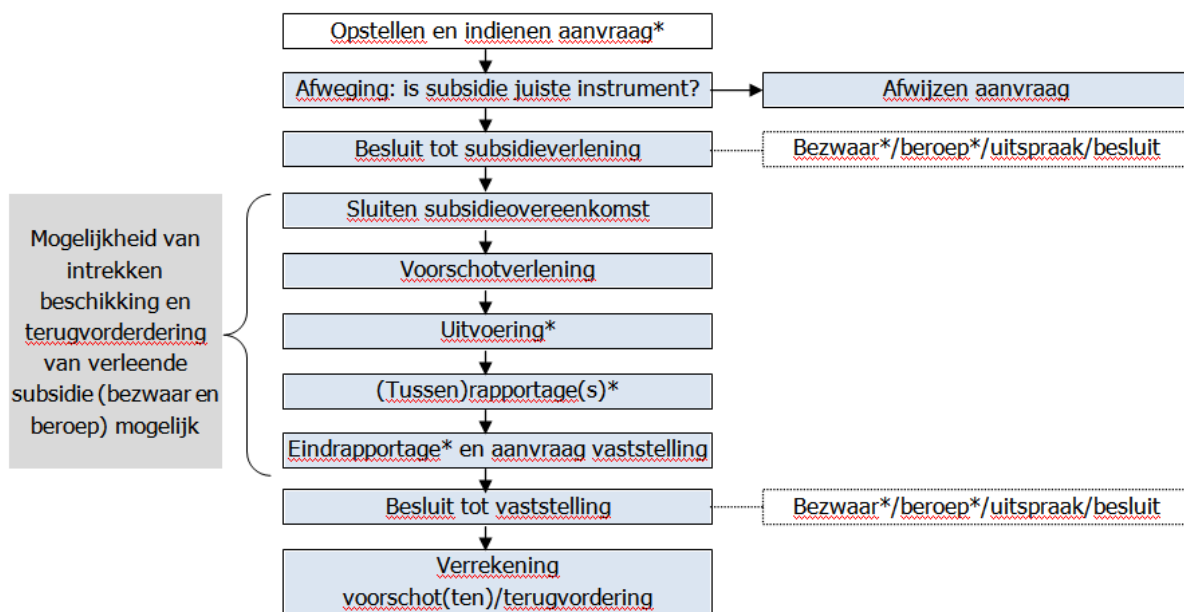 Opstellen en indienen aanvraag*
Afweging: is subsidie juiste instrument?
Afwijzen aanvraag
Besluit tot subsidieverlening
Bezwaar*/beroep*/uitspraak/besluit
Sluiten subsidieovereenkomst
Mogelijkheid van
intrekken
beschikking en
terugvorderdering
van verleende
subsidie (bezwaar en
beroep) mogelijk
Voorschotverlening
Uitvoering*
(Tussen)rapportage(s)*
Eindrapportage* en aanvraag vaststelling
Besluit tot vaststelling
Bezwaar*/beroep*/uitspraak/besluit
Verrekening
voorschot(ten)/terugvordering